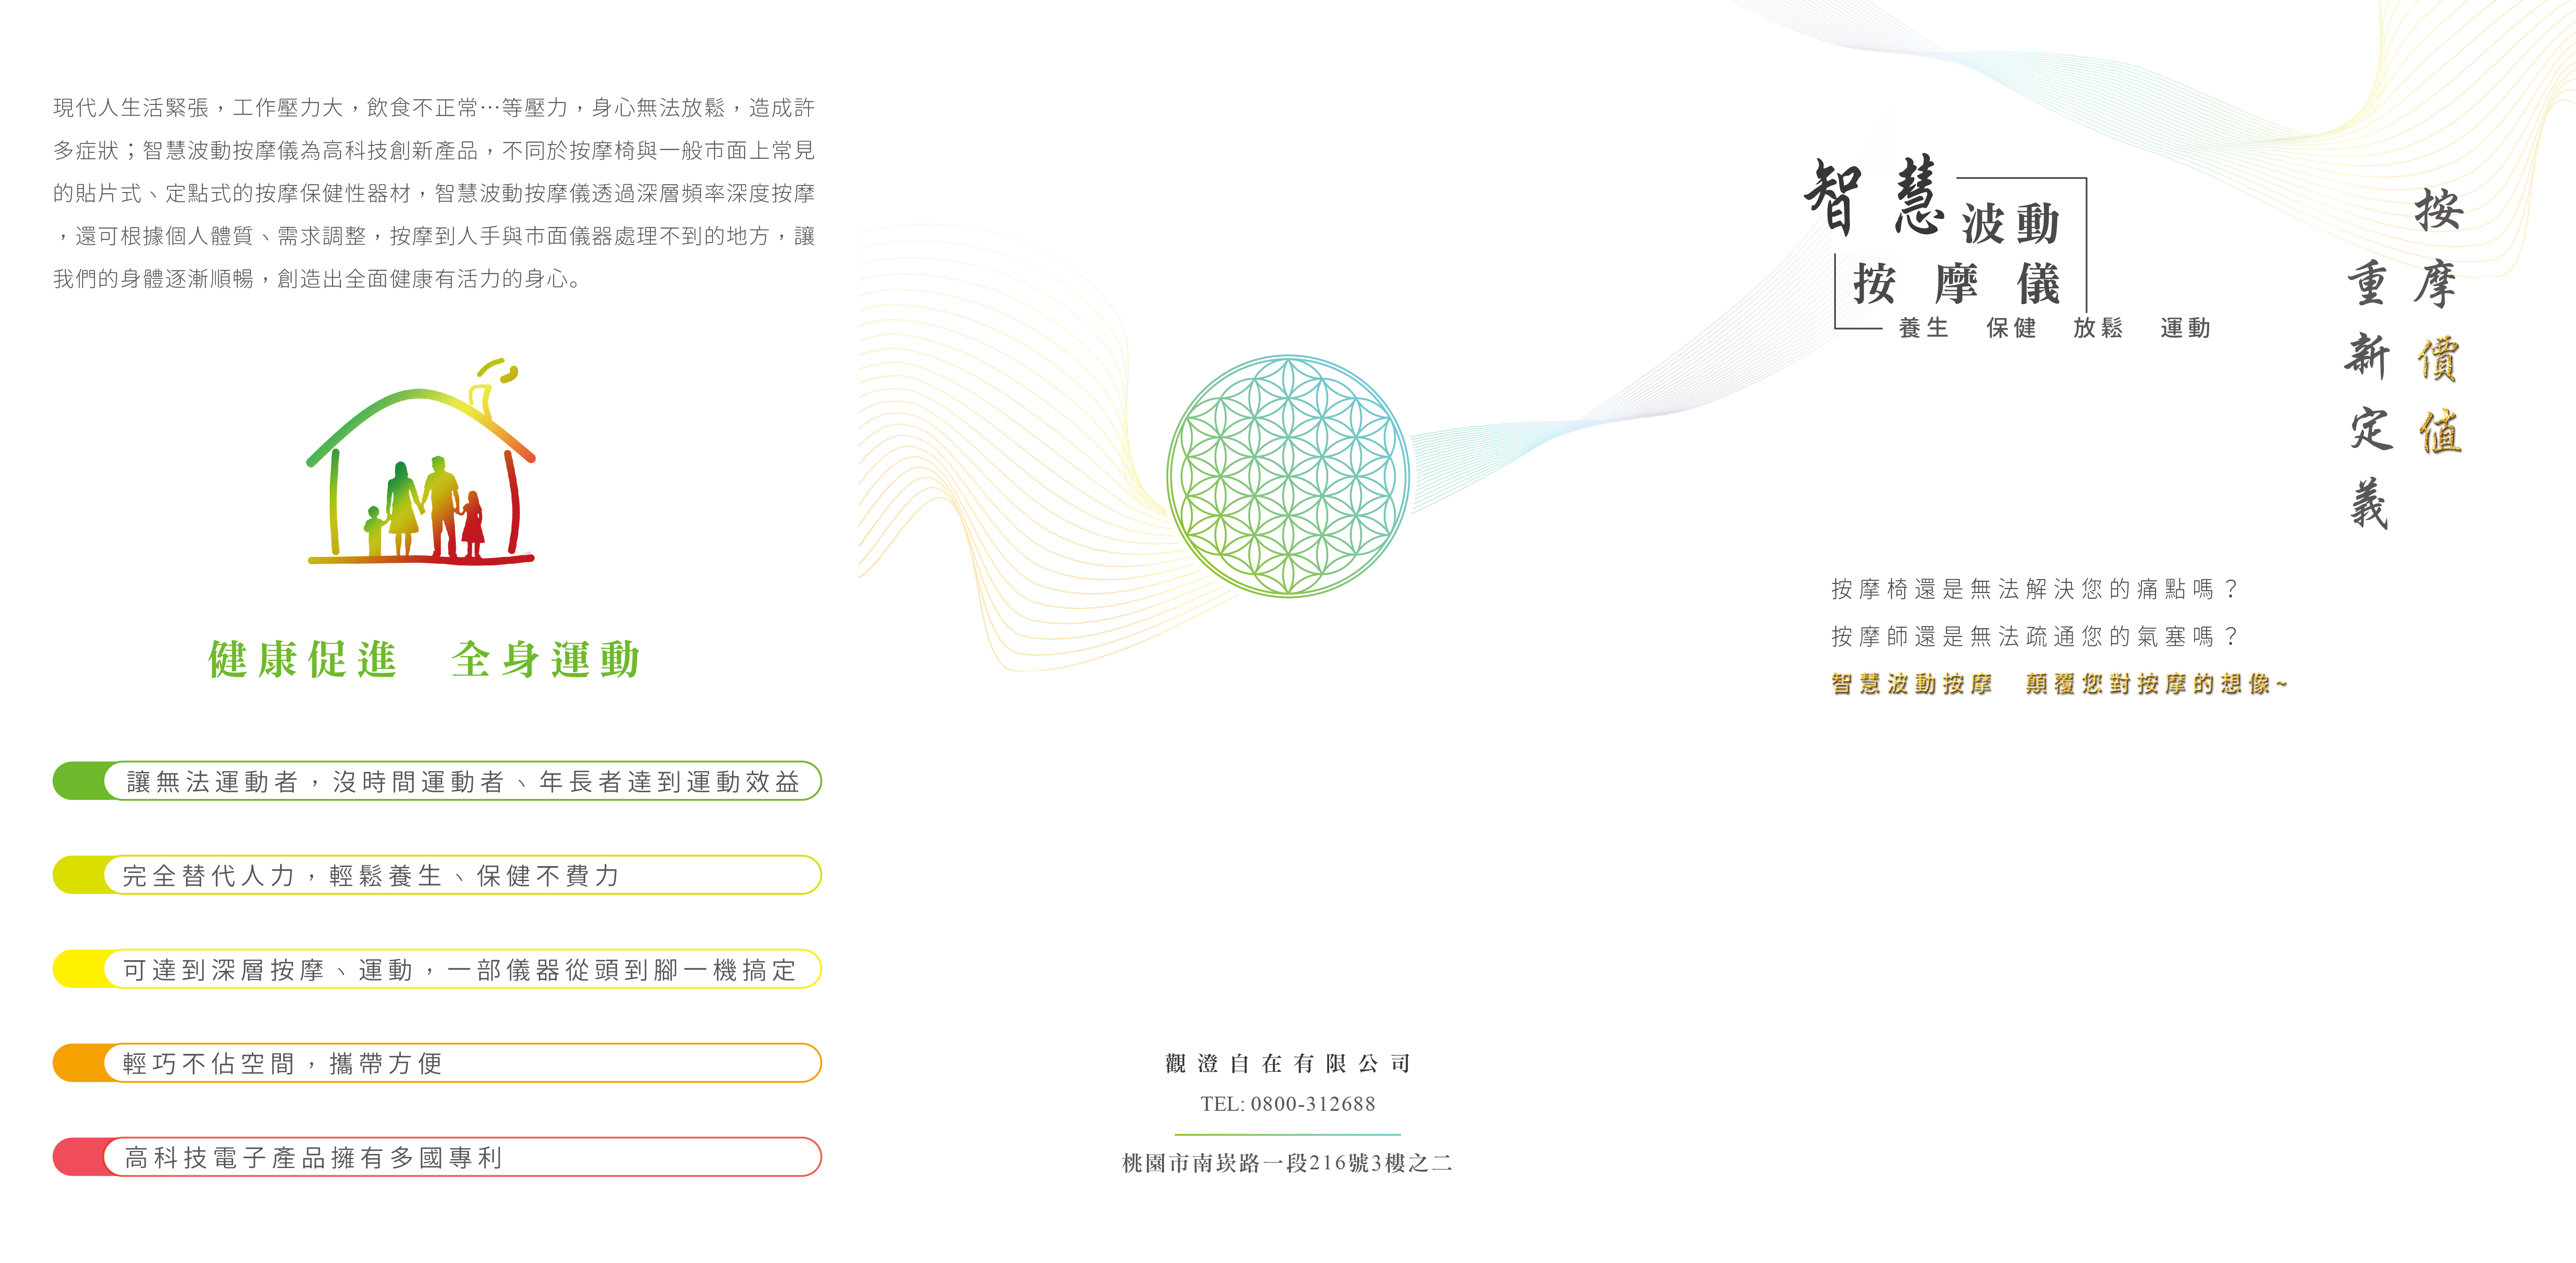 現代人生活緊張，工作壓力大，飲食不正常…等壓力，身心無法放鬆，造成許
多症狀；智慧波動按摩儀為高科技創新產品，不同於按摩椅與一般市面上常見
的貼片式、定點式的按摩保健性器材，智慧波動按摩儀透過深層頻率深度按摩
，還可根據個人體質、需求調整，按摩到人手與市面儀器處理不到的地方，讓
我們的身體逐漸順暢，創造出全面健康有活力的身心。
健康促進　全身運動
讓無法運動者，沒時間運動者、年長者達到運動效益
完全替代人力，輕鬆養生、保健不費力
可達到深層按摩、運動，一部儀器從頭到腳一機搞定
輕巧不佔空間，攜帶方便
高科技電子產品擁有多國專利
觀澄自在有限公司
TEL: 0800-312688
桃園市南崁路一段216號3樓之二
智慧波動
按摩儀
養生　保健　放鬆　運動
按摩價值
重新定義
按摩椅還是無法解決您的痛點嗎？
按摩師還是無法疏通您的氣塞嗎？
智慧波動按摩　顛覆您對按摩的想像~